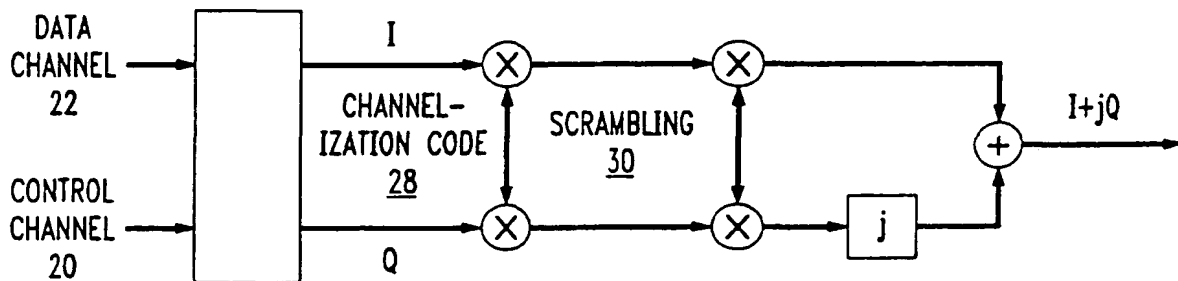 DATA
CHANNEL
22
I
CHANNEL-
IZATION CODE
28
SCRAMBLING
30
I+jQ
+
j
CONTROL
CHANNEL
20
Q